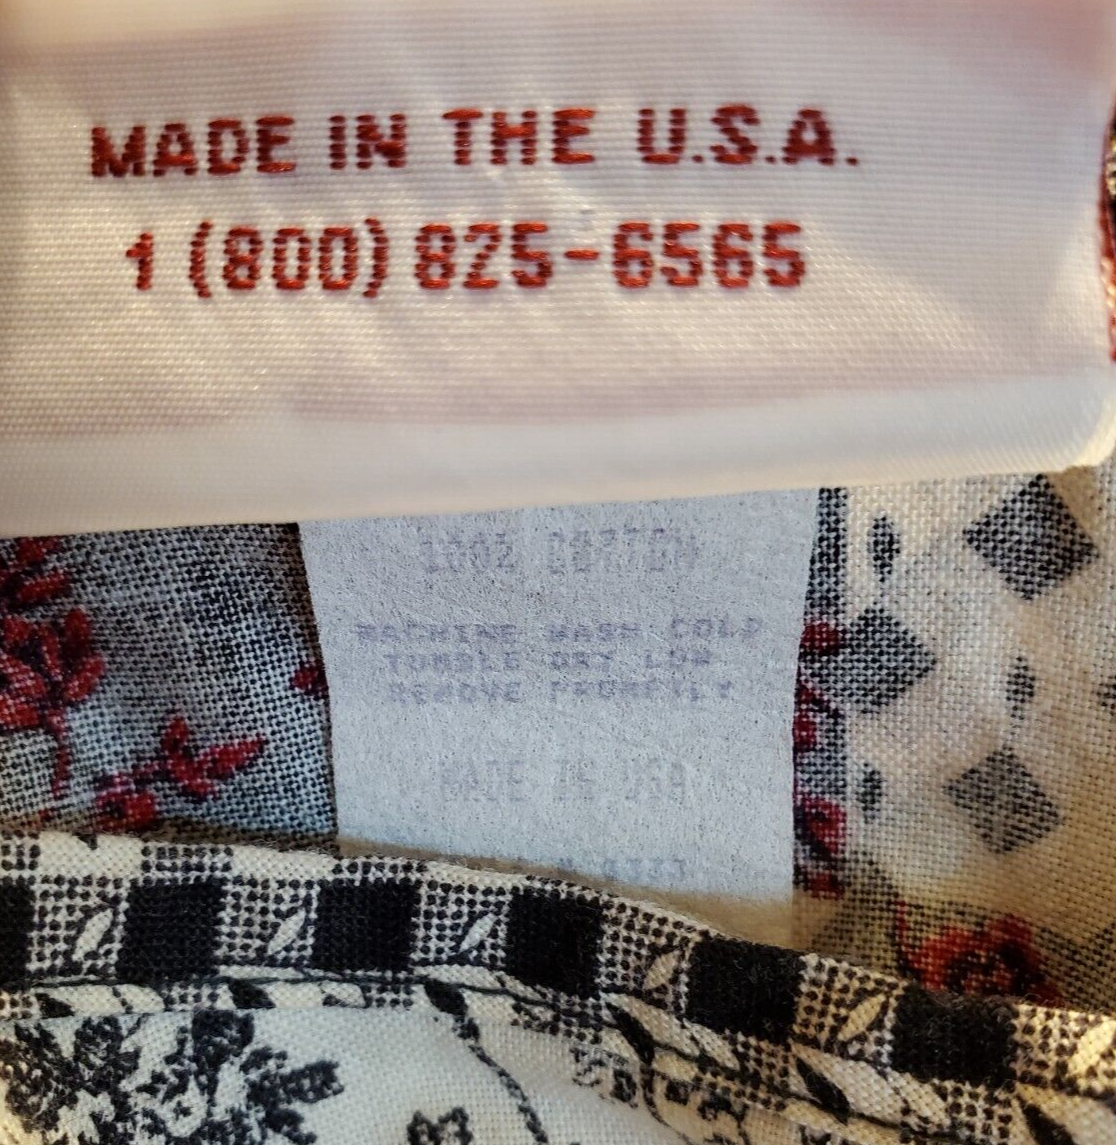 MADE IN THE U.S.A.
1 (800) 825-6565
100% COTTON
MACHINE WASH COLD
TUMBLE DRY LOW
REMOVE PROMPTLY
MADE IN USA